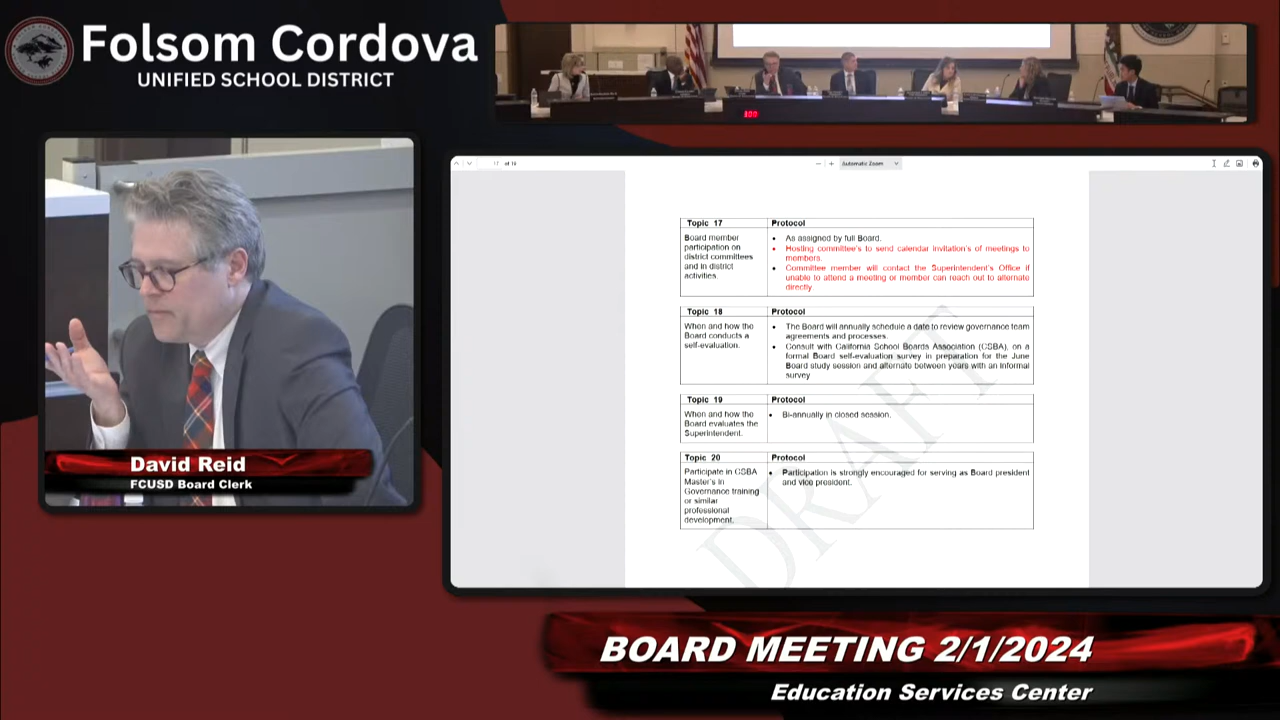 Folsom Cordova
UNIFIED SCHOOL DISTRICT
17 of 18
Automatic Zoom
Topic 17 Protocol
Board member
participation on
district committees
and in district
activities.
• As assigned by full Board.
• Hosting committee's to send calendar invitation's of meetings to
members.
• Committee member will contact the Superintendent's Office if
unable to attend a meeting or member can reach out to alternate
directly.
Topic 18 Protocol
When and how the
Board conducts a
self-evaluation.
• The Board will annually schedule a date to review governance team
agreements and processes.
• Consult with California School Boards Association (CSBA), on a
formal Board self-evaluation survey in preparation for the June
Board study session and alternate between years with an informal
survey
Topic 19 Protocol
When and how the
Board evaluates the
Superintendent.
• Bi-annually in closed session.
Topic 20 Protocol
Participate in CSBA
Master's in
Governance training
or similar
professional
development.
• Participation is strongly encouraged for serving as Board president
and vice president.
DRAFT
David Reid
FCUSD Board Clerk
BOARD MEETING 2/1/2024
Education Services Center